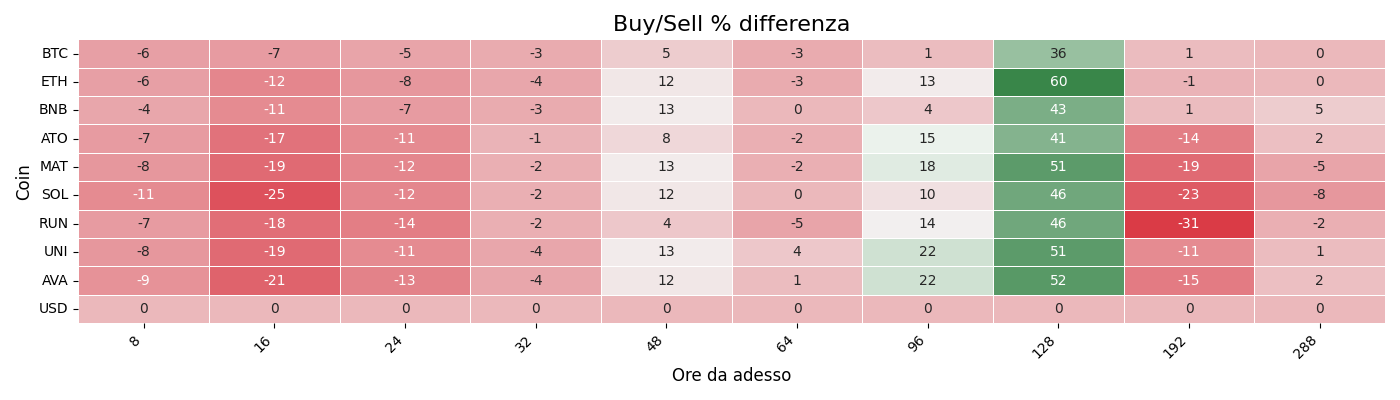 Buy/Sell % differenza
Coin
BTC -6 -7 -5 -3 5 -3 1 36 1 0
ETH -6 -12 -8 -4 12 -3 13 60 -1 0
BNB -4 -11 -7 -3 13 0 4 43 1 5
ATO -7 -17 -11 -1 8 -2 15 41 -14 2
MAT -8 -19 -12 -2 13 -2 18 51 -19 -5
SOL -11 -25 -12 -2 12 0 10 46 -23 -8
RUN -7 -18 -14 -2 4 -5 14 46 -31 -2
UNI -8 -19 -11 -4 13 4 22 51 -11 1
AVA -9 -21 -13 -4 12 1 22 52 -15 2
USD 0 0 0 0 0 0 0 0 0 0
8 16 24 32 48 64 96 128 192 288
Ore da adesso